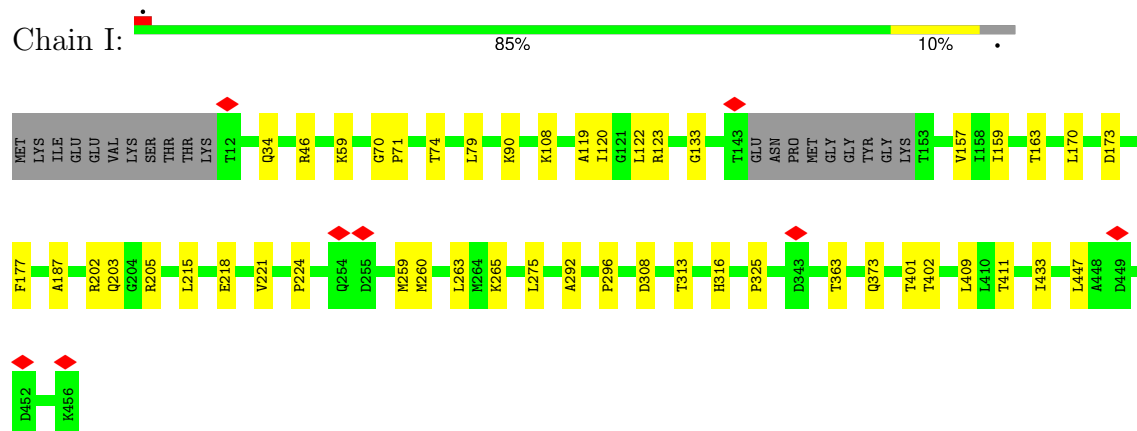 Chain I:
85%
10%
MET LYS ILE GLU GLU VAL LYS SER THR THR LYS T12 Q34 R46 K59 G70 P71 T74 L79 K90 K108 A119 I120 G121 L122 R123 G133 T143 GLU ASN PRO MET GLY GLY TYR GLY LYS T153 V157 I158 I159 T163 L170 D173
F177 A187 R202 Q203 G204 R205 L215 E218 V221 P224 Q254 D255 M259 M260 L263 M264 K265 L275 A292 P296 D308 T313 H316 P325 D343 T363 Q373 T401 T402 L409 L410 T411 I433 L447 A448 D449
D452 K456